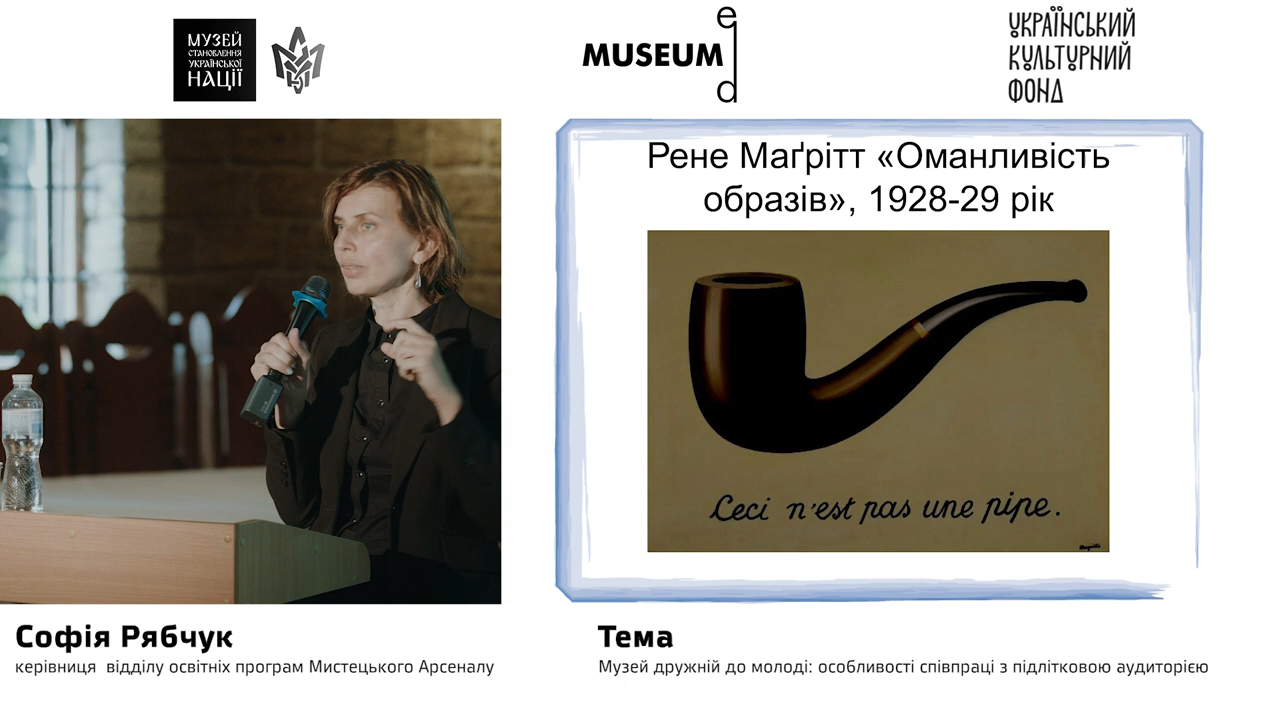 МУЗЕЙ
СТАНОВЛЕННЯ
УКРАЇНСЬКОЇ
НАЦІЇ
MUSEUM
ed
УКРАЇНСЬКИЙ
КУЛЬТУРНИЙ
ФОНД
Рене Маґрітт «Оманливість
образів», 1928-29 рік
Ceci n'est pas une pipe.
Софія Рябчук
керівниця відділу освітніх програм Мистецького Арсеналу
Тема
Музей дружній до молоді: особливості співпраці з підлітковою аудиторією